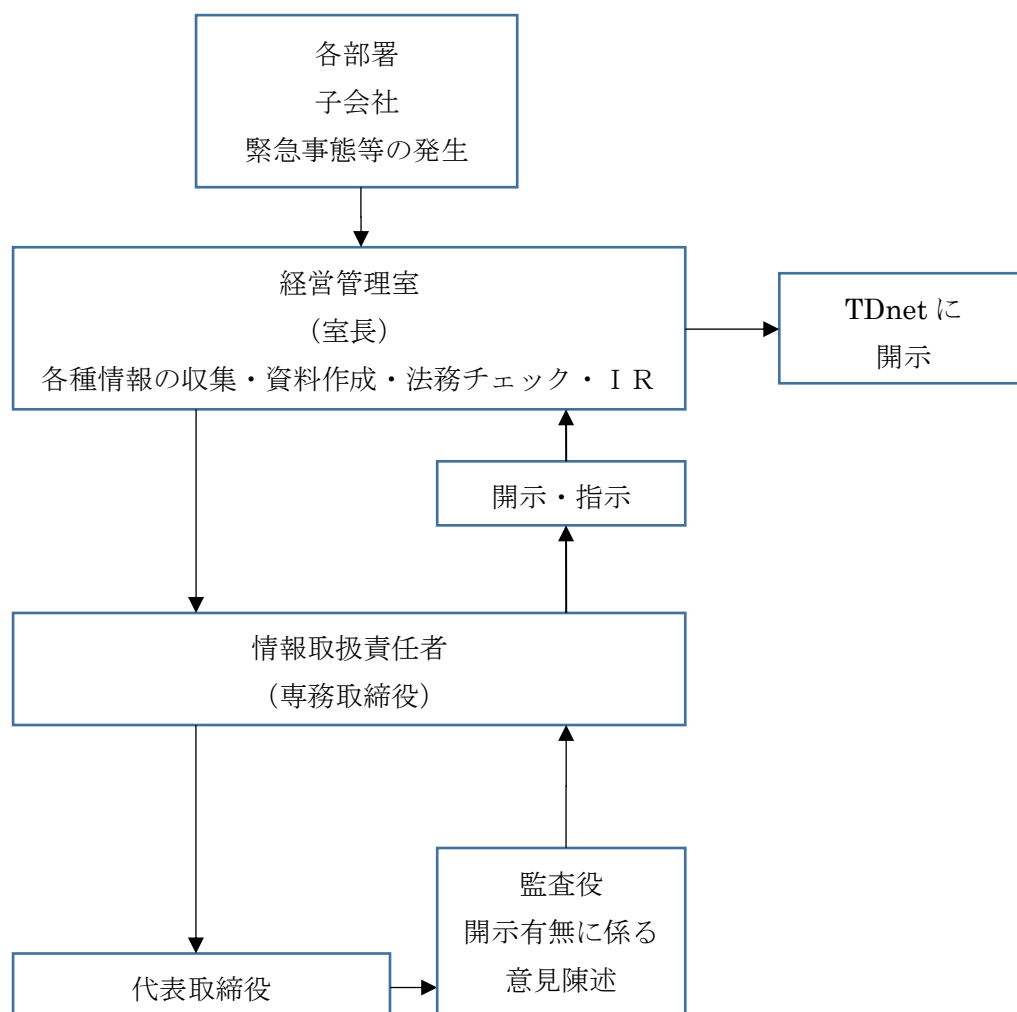 各部署
子会社
緊急事態等の発生
経営管理室
（室長）
各種情報の収集・資料作成・法務チェック・ＩＲ
TDnet に
開示
開示・指示
情報取扱責任者
（専務取締役）
監査役
開示有無に係る
意見陳述
代表取締役